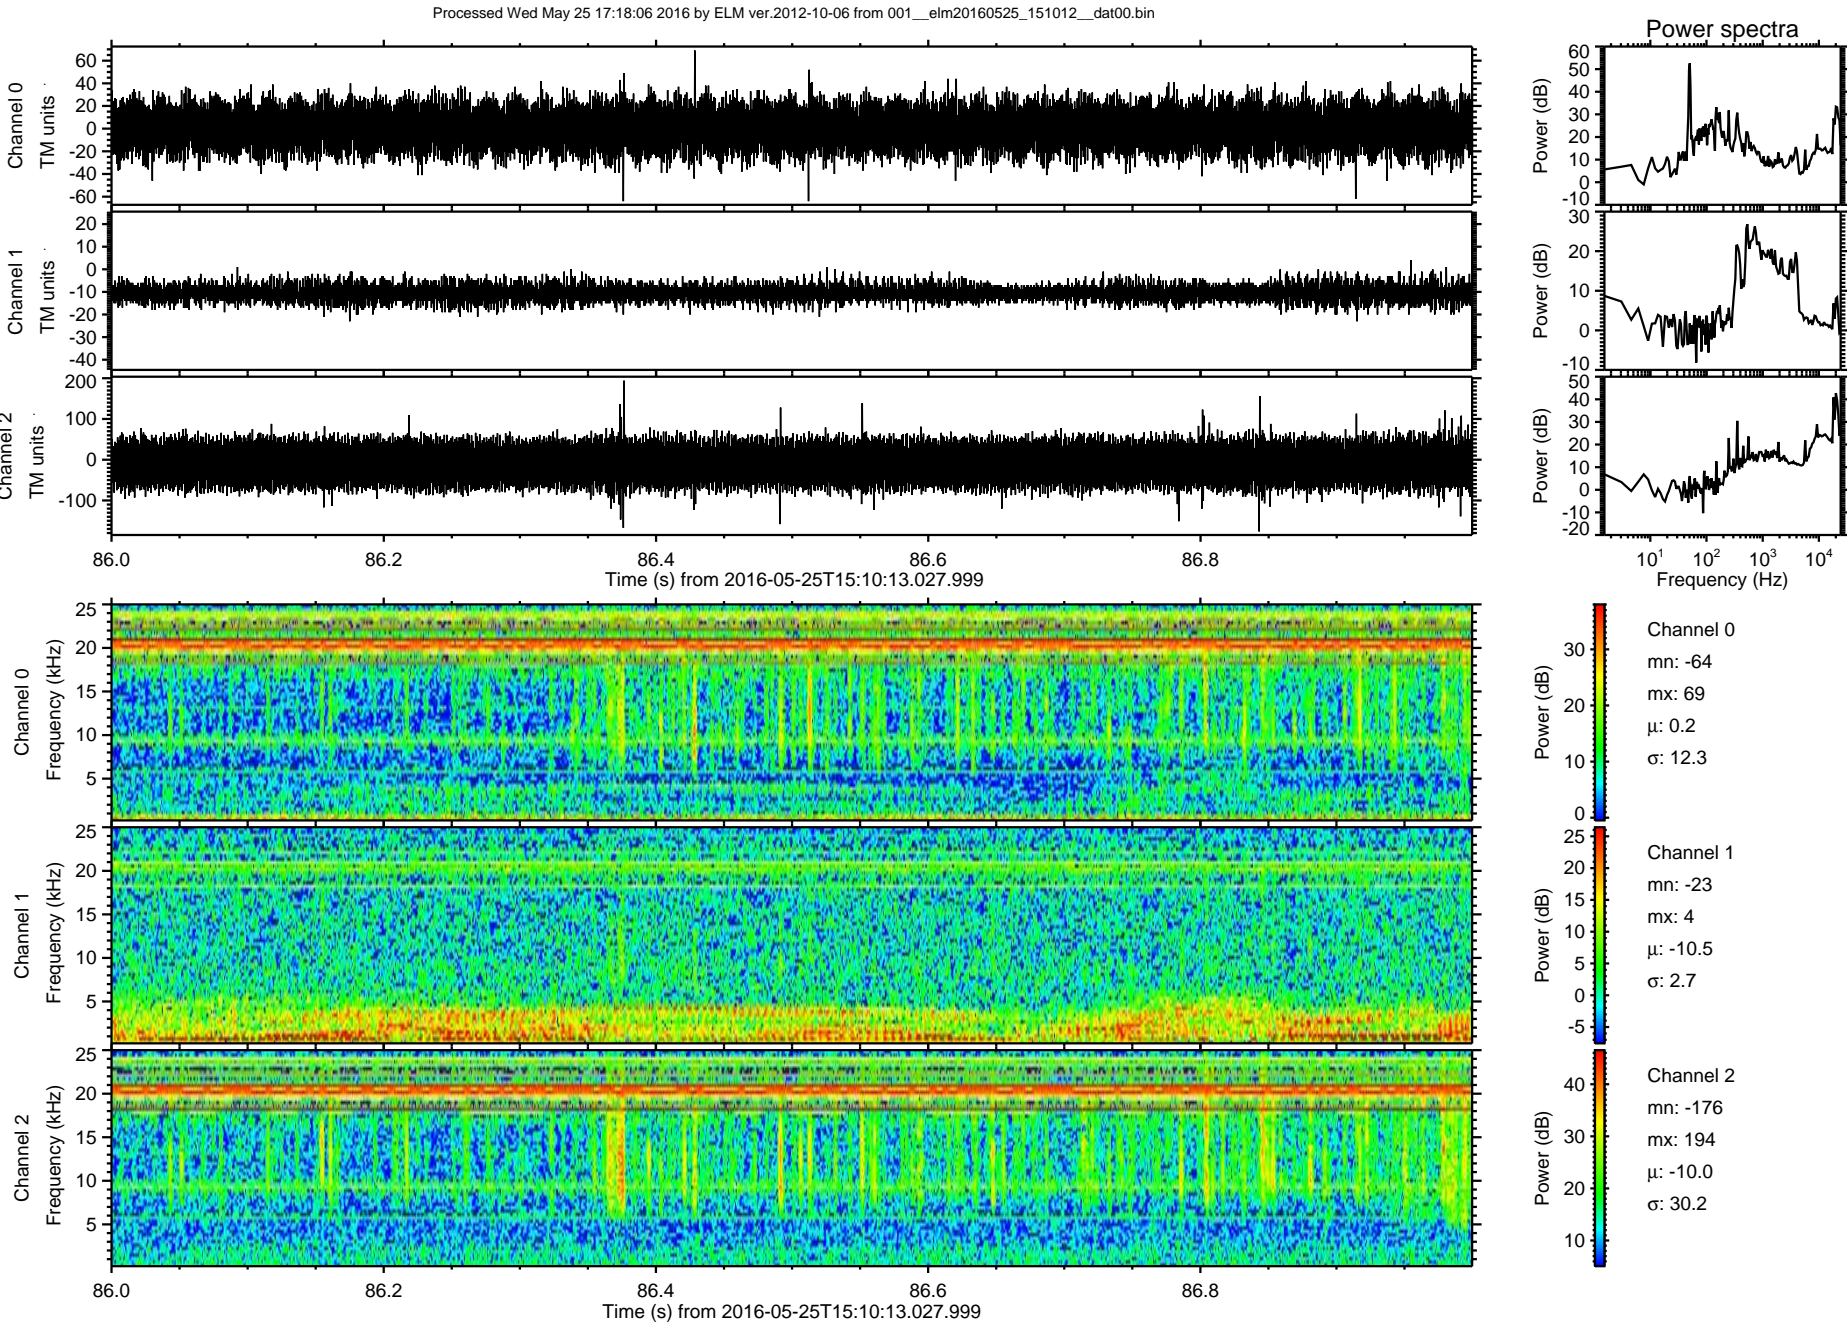 Processed Wed May 25 17:18:06 2016 by ELM ver.2012-10-06 from 001__elm20160525_151012__dat00.bin
Power spectra
Channel 0
TM units
60
40
20
0
-20
-40
-60
Power (dB)
60
50
40
30
20
10
0
-10
Channel 1
TM units
20
10
0
-10
-20
-30
-40
Power (dB)
30
20
10
0
-10
Channel 2
TM units
200
100
0
-100
Power (dB)
50
40
30
20
10
0
-10
-20
86.0 86.2 86.4 86.6 86.8
Time (s) from 2016-05-25T15:10:13.027.999
10^1 10^2 10^3 10^4
Frequency (Hz)
Channel 0
Frequency (kHz)
25
20
15
10
5
Power (dB)
30
20
10
0
Channel 0
mn: -64
mx: 69
µ: 0.2
σ: 12.3
Channel 1
Frequency (kHz)
25
20
15
10
5
Power (dB)
25
20
15
10
5
0
-5
Channel 1
mn: -23
mx: 4
µ: -10.5
σ: 2.7
Channel 2
Frequency (kHz)
25
20
15
10
5
Power (dB)
40
30
20
10
Channel 2
mn: -176
mx: 194
µ: -10.0
σ: 30.2
86.0 86.2 86.4 86.6 86.8
Time (s) from 2016-05-25T15:10:13.027.999